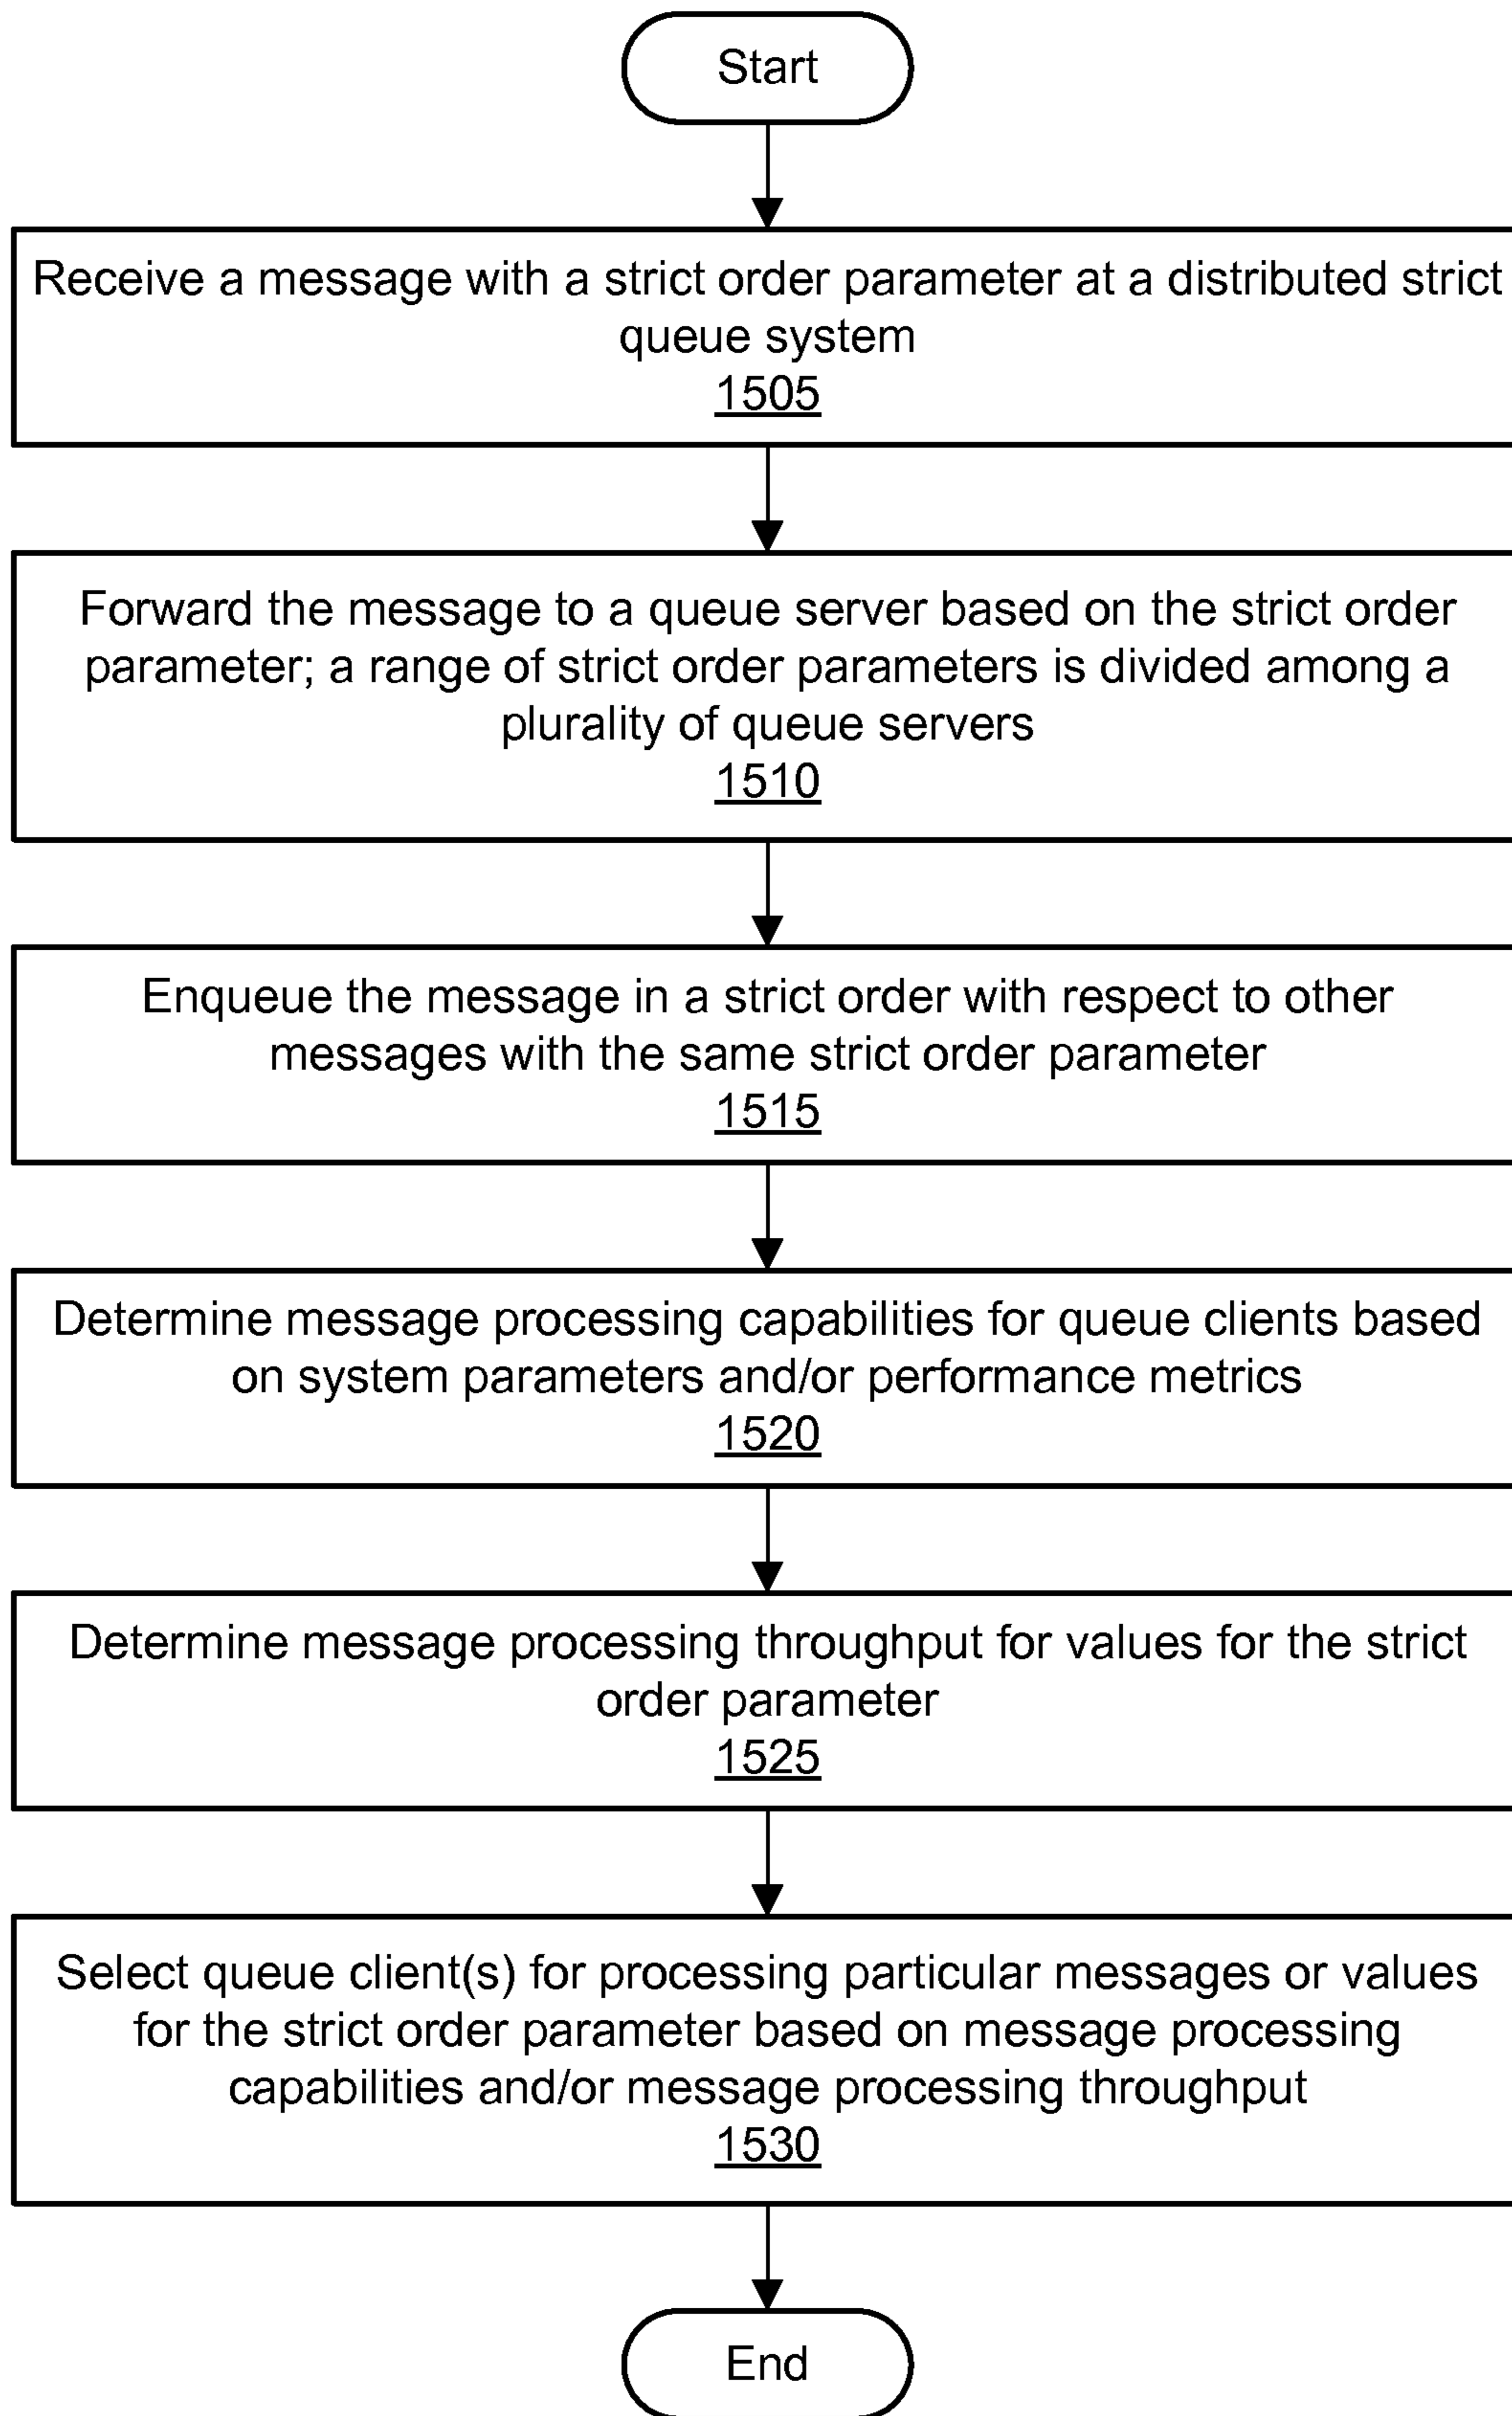 Start
Receive a message with a strict order parameter at a distributed strict
queue system
1505
Forward the message to a queue server based on the strict order
parameter; a range of strict order parameters is divided among a
plurality of queue servers
1510
Enqueue the message in a strict order with respect to other
messages with the same strict order parameter
1515
Determine message processing capabilities for queue clients based
on system parameters and/or performance metrics
1520
Determine message processing throughput for values for the strict
order parameter
1525
Select queue client(s) for processing particular messages or values
for the strict order parameter based on message processing
capabilities and/or message processing throughput
1530
End